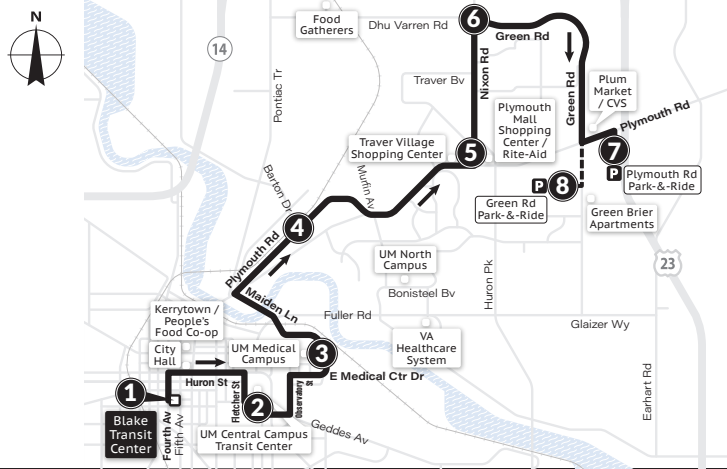 N
14
Food
Gatherers
Dhu Varren Rd
6
Green Rd
Nixon Rd
Green Rd
Pontiac Tr
Traver Bv
Plum
Market
/ CVS
Plymouth
Mall
Shopping
Center /
Rite-Aid
Plymouth Rd
Traver Village
Shopping Center
5
7
P
Plymouth Rd
Park-&-Ride
P
8
Green Rd
Park-&-Ride
Green Brier
Apartments
Barton Dr
Murfin Av
4
Plymouth Rd
UM North
Campus
23
Huron Pk
Bonisteel Bv
Maiden Ln
Fuller Rd
Glaizer Wy
Kerrytown /
People's
Food Co-op
City
Hall
UM Medical
Campus
3
VA
Healthcare
System
E Medical Ctr Dr
Huron St
Fletcher St
Observatory
St
Earhart Rd
1
2
Blake
Transit
Center
Fourth Av
Fifth Av
UM Central Campus
Transit Center
Geddes Av